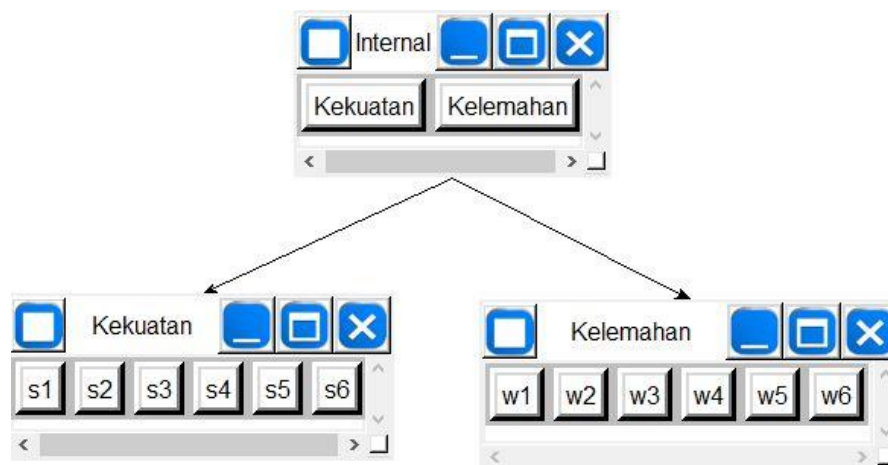 Internal
Kekuatan Kelemahan
Kekuatan
s1 s2 s3 s4 s5 s6
Kelemahan
w1 w2 w3 w4 w5 w6